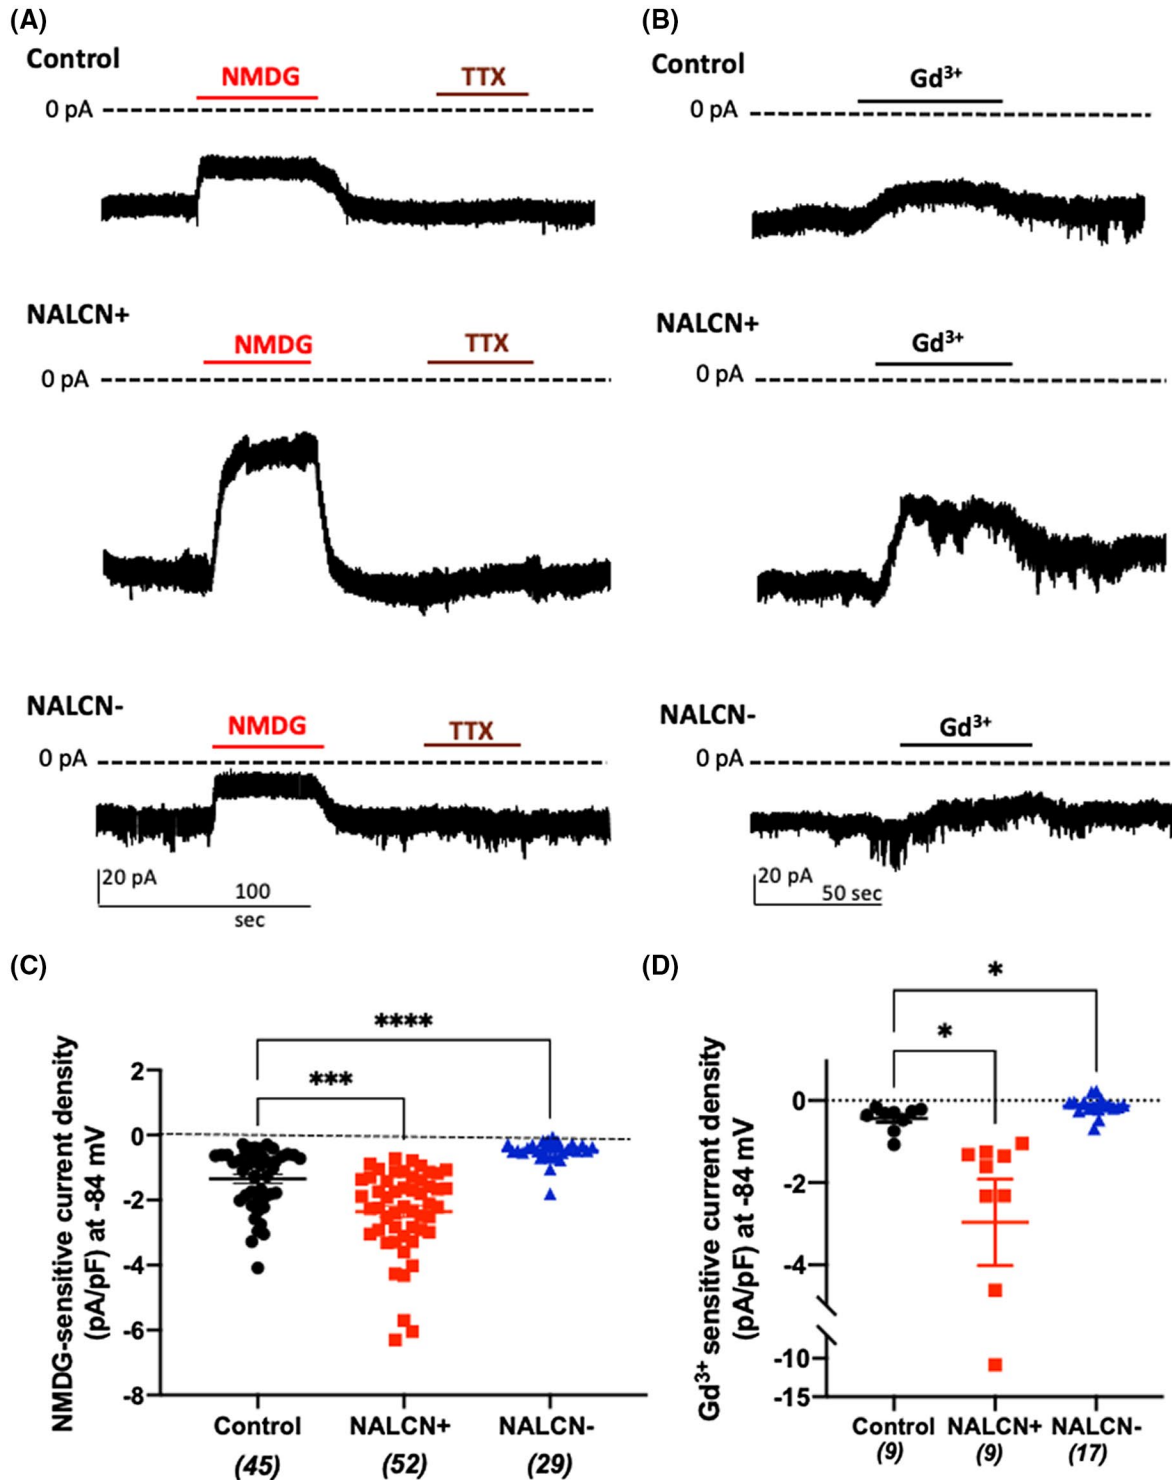 (A)
Control
NMDG
TTX
0 pA
NALCN+
NMDG
TTX
0 pA
NALCN-
NMDG
TTX
0 pA
20 pA
100
sec
(B)
Control
Gd³⁺
0 pA
NALCN+
Gd³⁺
0 pA
NALCN-
Gd³⁺
0 pA
20 pA
50 sec
(C)
NMDG-sensitive current density
(pA/pF) at -84 mV
****
***
2
0
-2
-4
-6
-8
Control NALCN+ NALCN-
(45) (52) (29)
(D)
Gd³⁺ sensitive current density
(pA/pF) at -84 mV
*
*
0
-2
-4
-10
-15
Control NALCN+ NALCN-
(9) (9) (17)